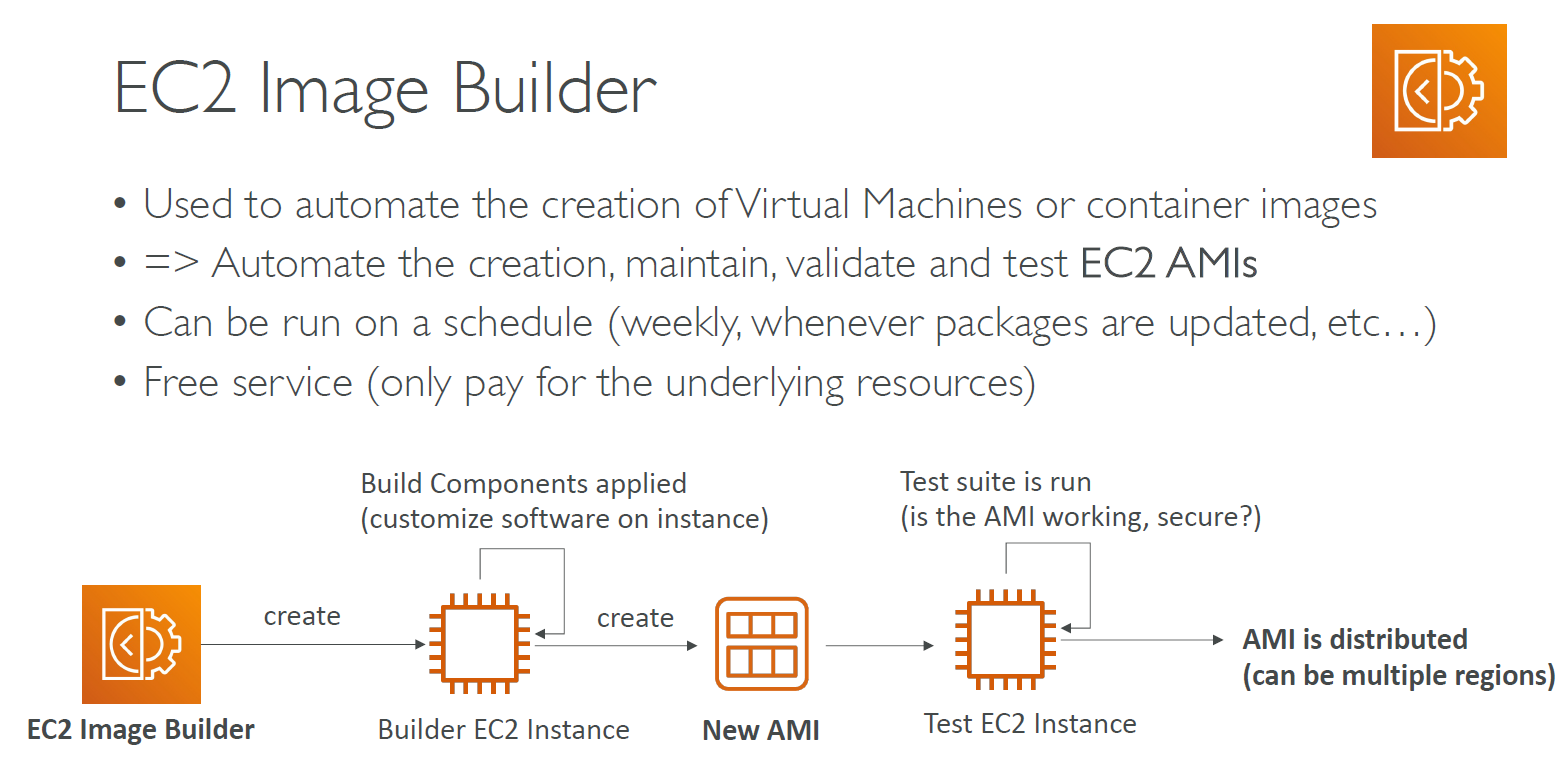 EC2 Image Builder
• Used to automate the creation of Virtual Machines or container images
• => Automate the creation, maintain, validate and test EC2 AMIs
• Can be run on a schedule (weekly, whenever packages are updated, etc…)
• Free service (only pay for the underlying resources)
Build Components applied
(customize software on instance)
Test suite is run
(is the AMI working, secure?)
create
create
AMI is distributed
(can be multiple regions)
EC2 Image Builder
Builder EC2 Instance
New AMI
Test EC2 Instance